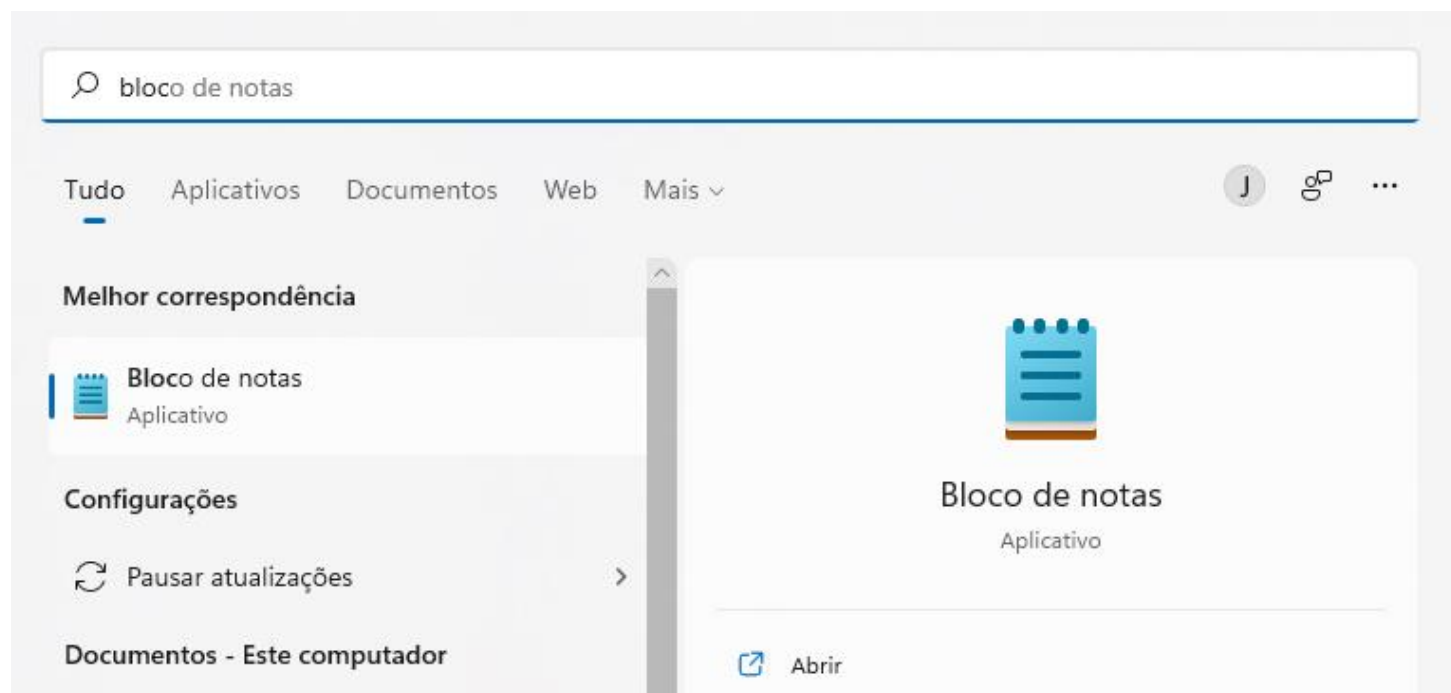 bloco de notas
Tudo Aplicativos Documentos Web Mais
J
Melhor correspondência
Bloco de notas
Aplicativo
Configurações
Pausar atualizações
Documentos - Este computador
Bloco de notas
Aplicativo
Abrir